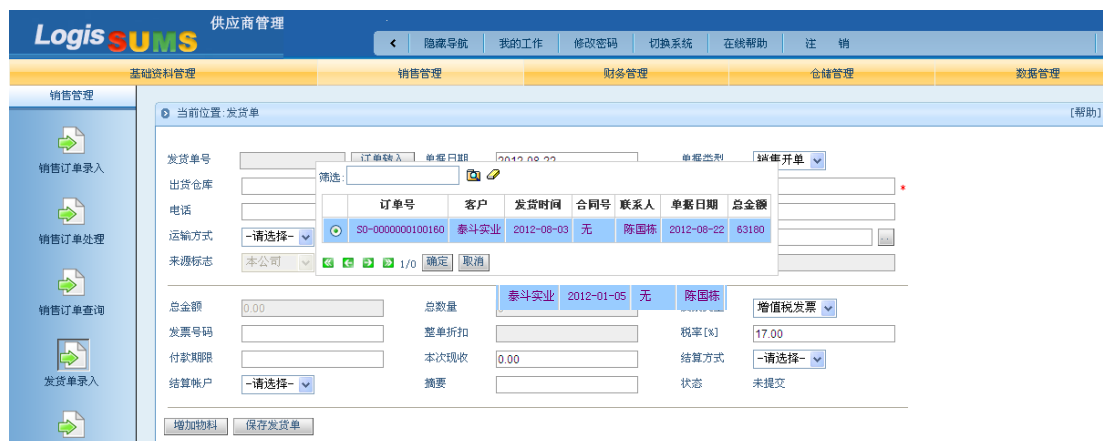 Logis SUMS 供应商管理
隐藏导航 我的工作 修改密码 切换系统 在线帮助 注 销
基础资料管理 销售管理 财务管理 仓储管理 数据管理
销售管理
当前位置:发货单 [帮助]
销售订单录入
销售订单处理
销售订单查询
发货单录入
发货单号 订单转入 单据日期 2012-08-22 单据类型 销售开单
出货仓库 *
电话
运输方式 -请选择-
来源标志 本公司
筛选:
订单号 客户 发货时间 合同号 联系人 单据日期 总金额
SO-0000000100160 泰斗实业 2012-08-03 无 陈国栋 2012-08-22 63180
1/0 确定 取消
泰斗实业 2012-01-05 无 陈国栋
总金额 0.00 总数量 增值税发票
发票号码 整单折扣 税率[%] 17.00
付款期限 本次现收 0.00 结算方式 -请选择-
结算帐户 -请选择- 摘要 状态 未提交
增加物料 保存发货单